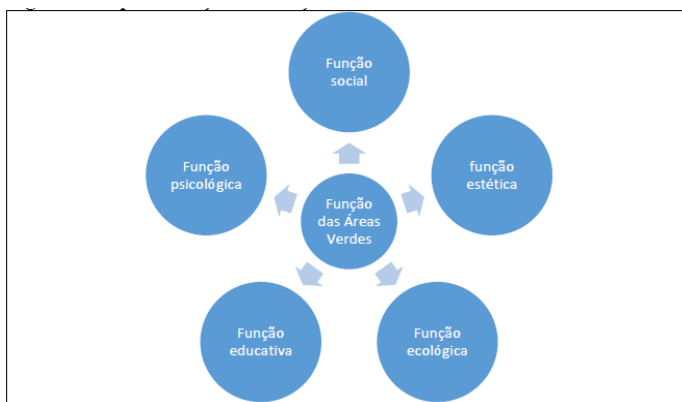 Função
social
Função
psicológica
função
estética
Função
das Áreas
Verdes
Função
educativa
Função
ecológica